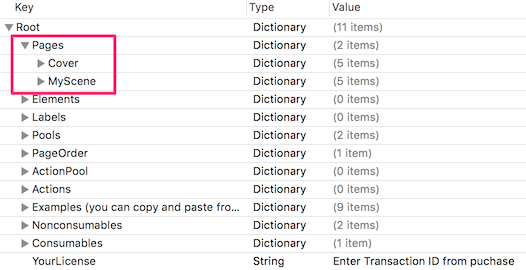 Key Type Value
Root Dictionary (11 items)
Pages Dictionary (2 items)
Cover Dictionary (5 items)
MyScene Dictionary (5 items)
Elements Dictionary (0 items)
Labels Dictionary (0 items)
Pools Dictionary (2 items)
PageOrder Dictionary (1 item)
ActionPool Dictionary (0 items)
Actions Dictionary (0 items)
Examples (you can copy and paste fro... Dictionary (9 items)
Nonconsumables Dictionary (2 items)
Consumables Dictionary (1 item)
YourLicense String Enter Transaction ID from puchase